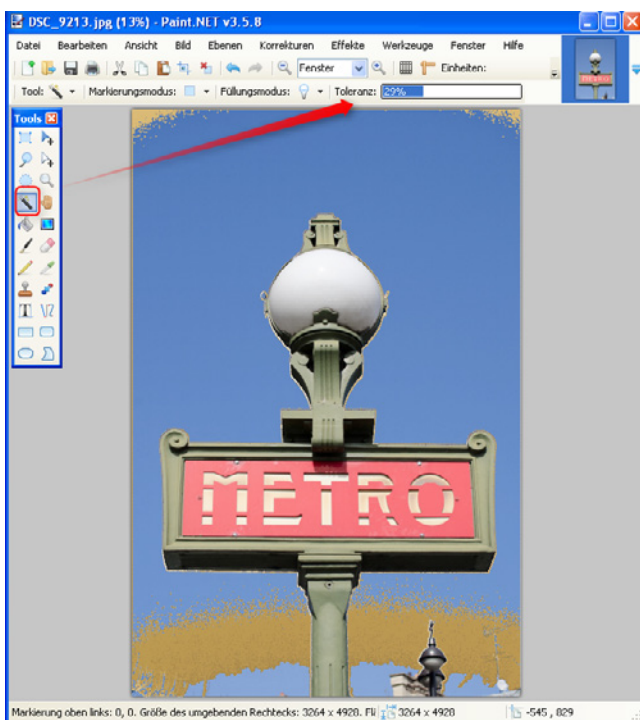 DSC_9213.jpg (13%) - Paint.NET v3.5.8
Datei Bearbeiten Ansicht Bild Ebenen Korrekturen Effekte Werkzeuge Fenster Hilfe
Fenster Einheiten:
Tool: Markierungsmodus: Füllungsmodus: Toleranz: 29%
Tools
METRO
Markierung oben links: 0, 0. Größe des umgebenden Rechtecks: 3264 x 4928. Flä 3264 x 4928 -545, 829